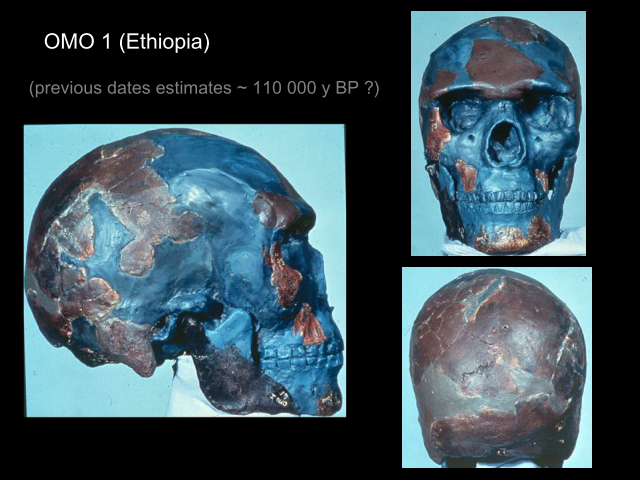 OMO 1 (Ethiopia)
(previous dates estimates ~ 110 000 y BP ?)